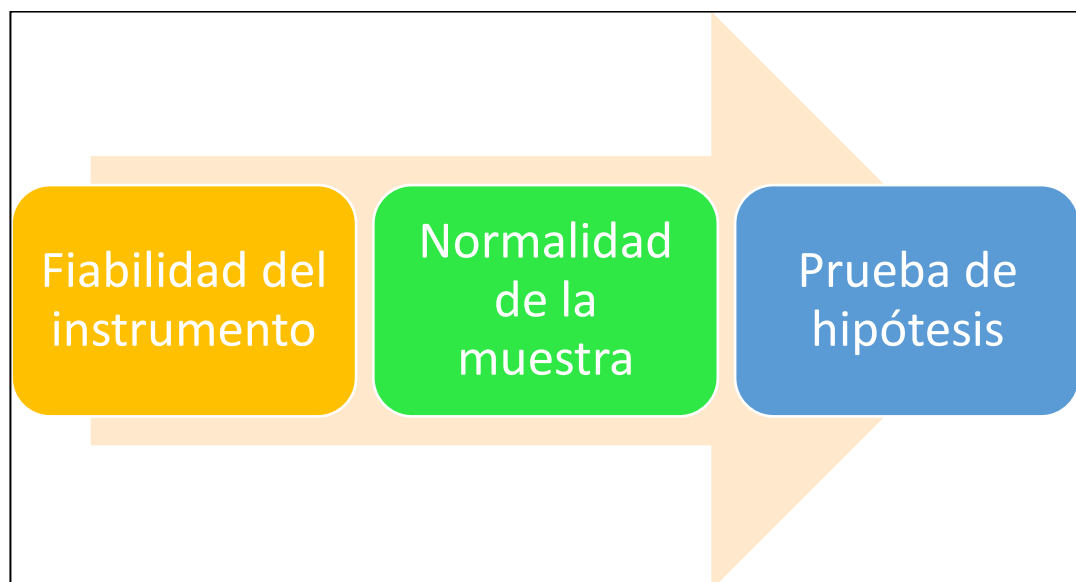 Fiabilidad del
instrumento
Normalidad
de la
muestra
Prueba de
hipótesis